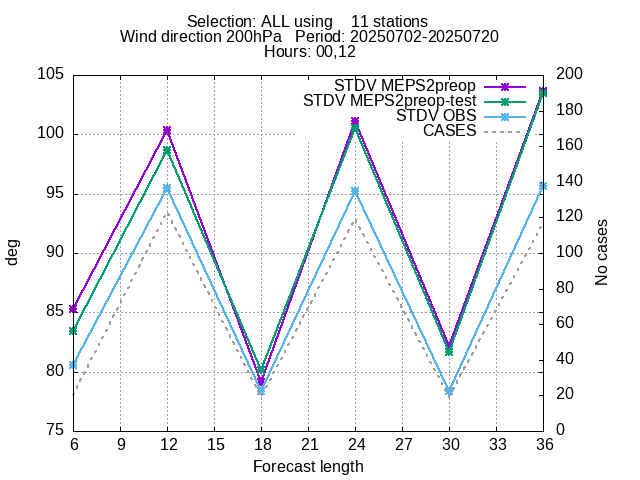 Selection: ALL using    11 stations
Wind direction 200hPa   Period: 20250702-20250720
Hours: 00,12
STDV MEPS2preop
STDV MEPS2preop-test
STDV OBS
CASES
105
100
95
90
85
80
75
200
180
160
140
120
100
80
60
40
20
0
deg
No cases
6 9 12 15 18 21 24 27 30 33 36
Forecast length